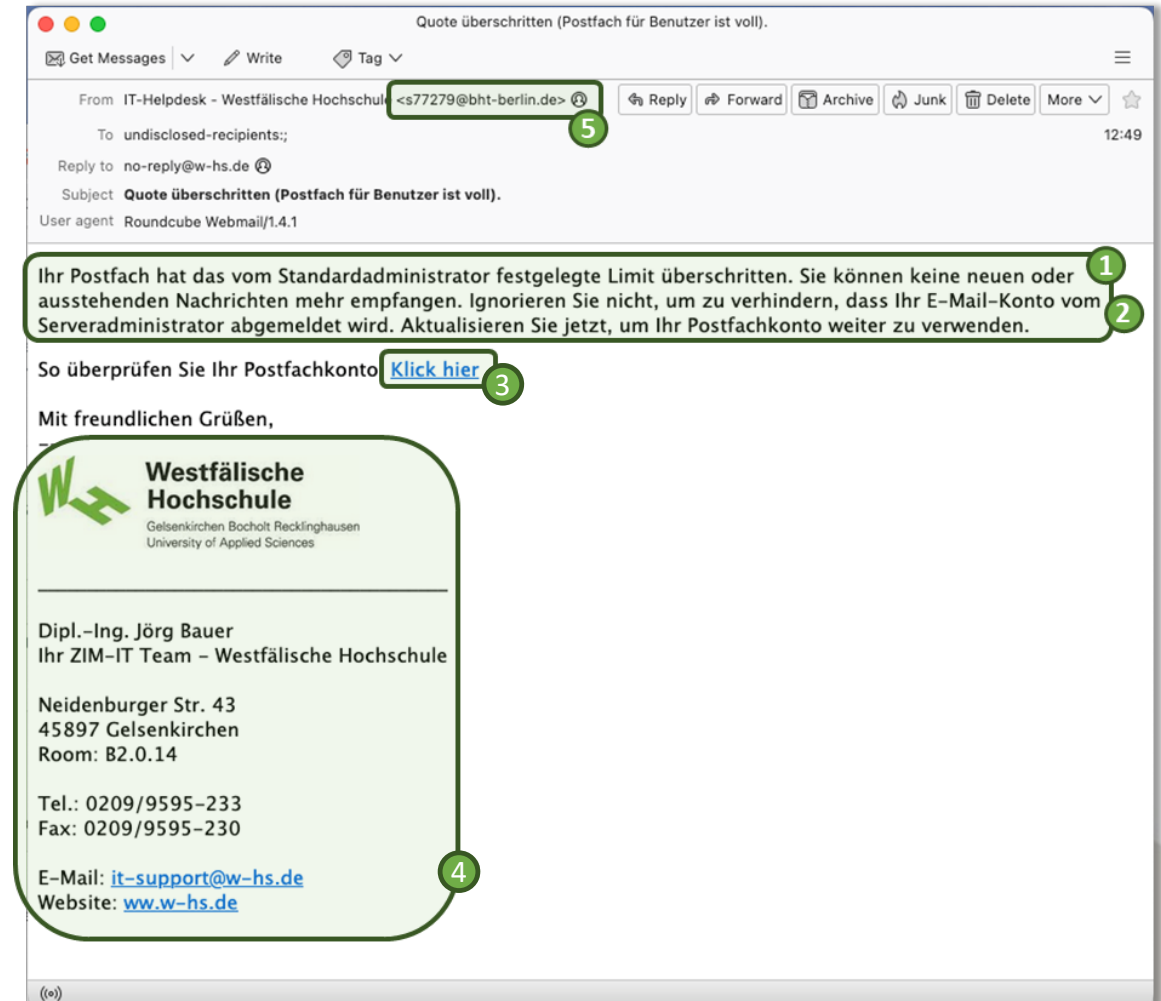 Quote überschritten (Postfach für Benutzer ist voll).
Get Messages Write Tag
From IT-Helpdesk - Westfälische Hochschul <s77279@bht-berlin.de> Reply Forward Archive Junk Delete More
5
To undisclosed-recipients:; 12:49
Reply to no-reply@w-hs.de
Subject Quote überschritten (Postfach für Benutzer ist voll).
User agent Roundcube Webmail/1.4.1
1
Ihr Postfach hat das vom Standardadministrator festgelegte Limit überschritten. Sie können keine neuen oder
ausstehenden Nachrichten mehr empfangen. Ignorieren Sie nicht, um zu verhindern, dass Ihr E-Mail-Konto vom
2
Serveradministrator abgemeldet wird. Aktualisieren Sie jetzt, um Ihr Postfachkonto weiter zu verwenden.
So überprüfen Sie Ihr Postfachkonto Klick hier
3
Mit freundlichen Grüßen,
--
WH
Westfälische
Hochschule
Gelsenkirchen Bocholt Recklinghausen
University of Applied Sciences
Dipl.-Ing. Jörg Bauer
Ihr ZIM-IT Team - Westfälische Hochschule
Neidenburger Str. 43
45897 Gelsenkirchen
Room: B2.0.14
Tel.: 0209/9595-233
Fax: 0209/9595-230
4
E-Mail: it-support@w-hs.de
Website: ww.w-hs.de